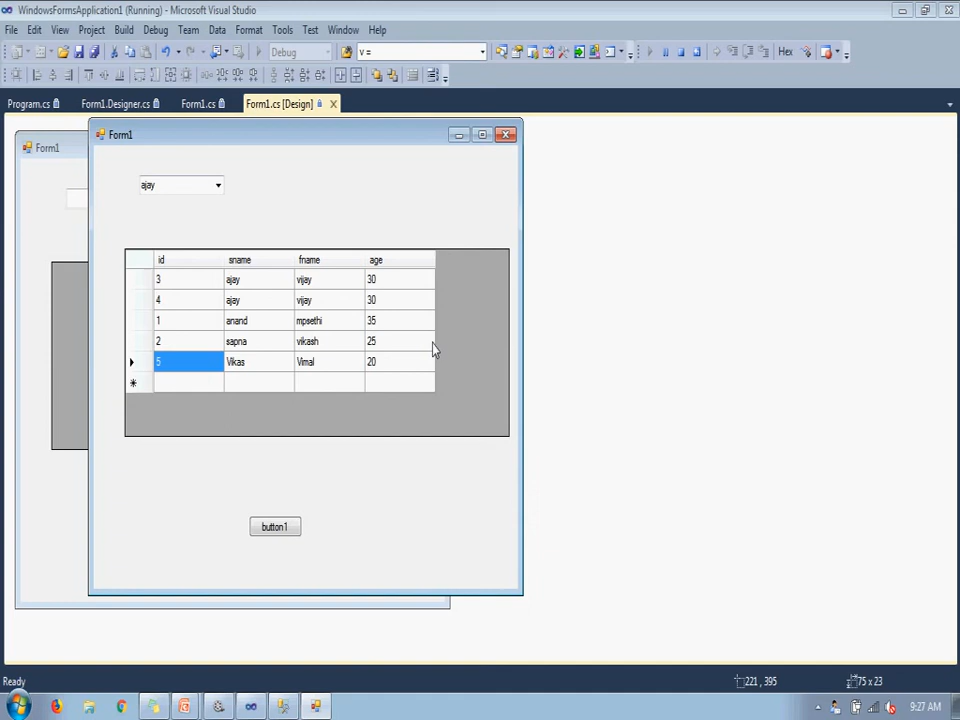 WindowsFormsApplication1 (Running) - Microsoft Visual Studio
File Edit View Project Build Debug Team Data Format Tools Test Window Help
Debug v =
Hex
Program.cs Form1.Designer.cs Form1.cs Form1.cs [Design]
Form1
Form1
ajay
id sname fname age
3 ajay vijay 30
4 ajay vijay 30
1 anand mpsethi 35
2 sapna vikash 25
5 Vikas Vimal 20
button1
Ready 221 , 395 75 x 23
9:27 AM